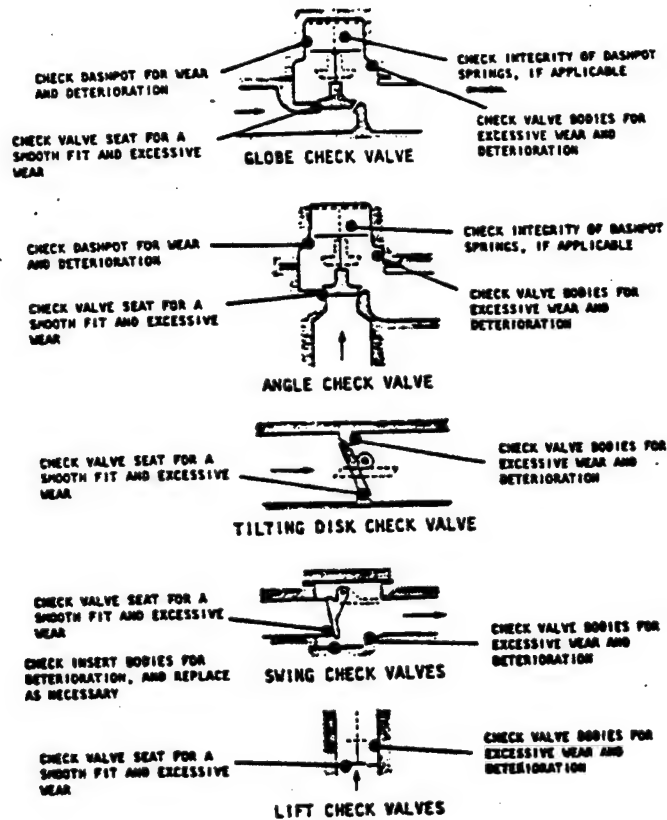 CHECK DASHPOT FOR WEAR
AND DETERIORATION
CHECK INTEGRITY OF DASHPOT
SPRINGS, IF APPLICABLE
CHECK VALVE SEAT FOR A
SMOOTH FIT AND EXCESSIVE
WEAR
CHECK VALVE BODIES FOR
EXCESSIVE WEAR AND
DETERIORATION
GLOBE CHECK VALVE
CHECK DASHPOT FOR WEAR
AND DETERIORATION
CHECK INTEGRITY OF DASHPOT
SPRINGS, IF APPLICABLE
CHECK VALVE SEAT FOR A
SMOOTH FIT AND EXCESSIVE
WEAR
CHECK VALVE BODIES FOR
EXCESSIVE WEAR AND
DETERIORATION
ANGLE CHECK VALVE
CHECK VALVE SEAT FOR A
SMOOTH FIT AND EXCESSIVE
WEAR
CHECK VALVE BODIES FOR
EXCESSIVE WEAR AND
DETERIORATION
TILTING DISK CHECK VALVE
CHECK VALVE SEAT FOR A
SMOOTH FIT AND EXCESSIVE
WEAR
CHECK INSERT BODIES FOR
DETERIORATION, AND REPLACE
AS NECESSARY
CHECK VALVE BODIES FOR
EXCESSIVE WEAR AND
DETERIORATION
SWING CHECK VALVES
CHECK VALVE SEAT FOR A
SMOOTH FIT AND EXCESSIVE
WEAR
CHECK VALVE BODIES FOR
EXCESSIVE WEAR AND
DETERIORATION
LIFT CHECK VALVES